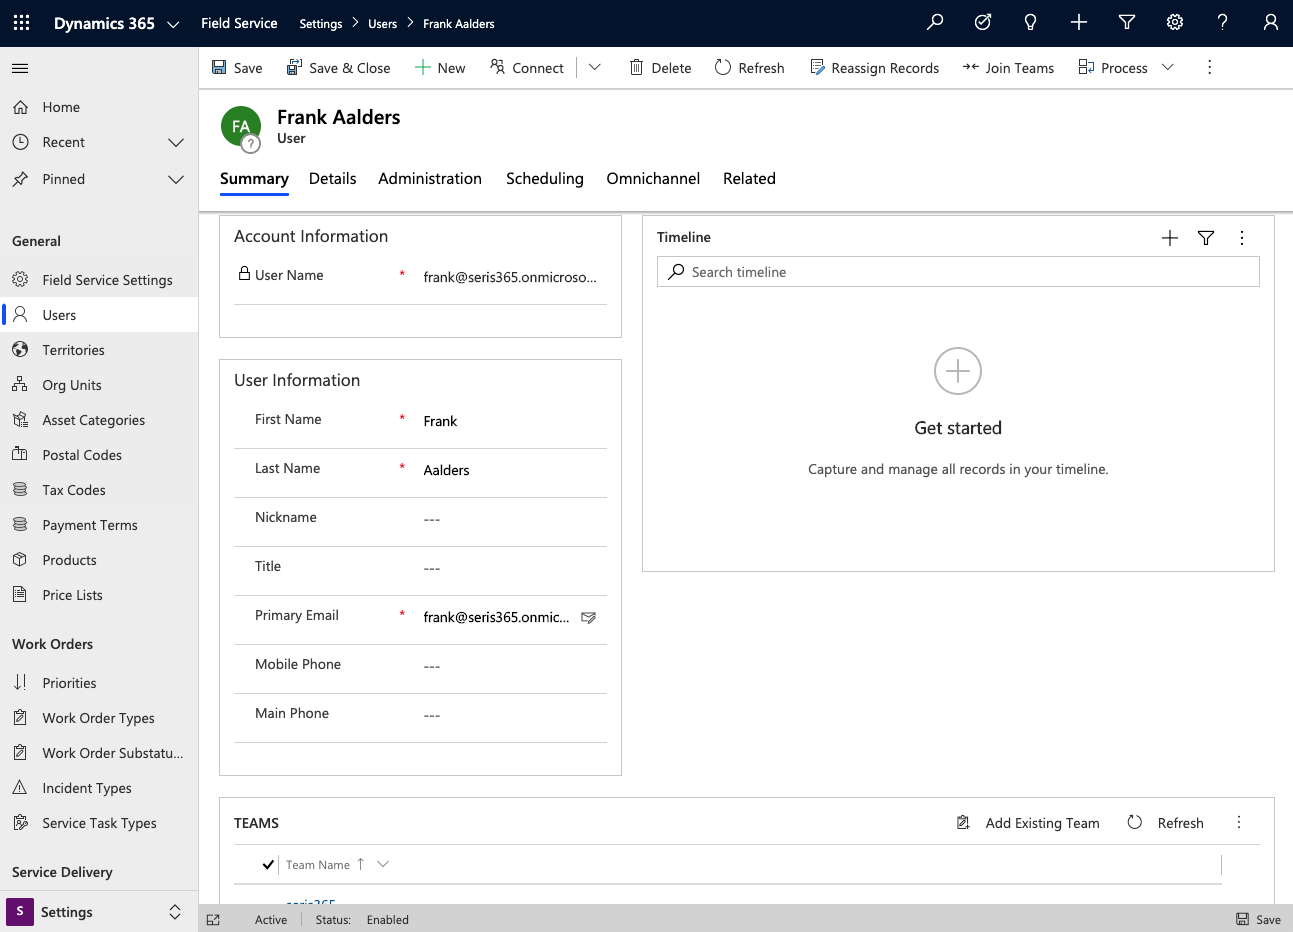 Dynamics 365 Field Service Settings > Users > Frank Aalders
Save Save & Close New Connect Delete Refresh Reassign Records Join Teams Process
Home
Recent
Pinned
General
Field Service Settings
Users
Territories
Org Units
Asset Categories
Postal Codes
Tax Codes
Payment Terms
Products
Price Lists
Work Orders
Priorities
Work Order Types
Work Order Substatu...
Incident Types
Service Task Types
Service Delivery
S Settings
FA
?
Frank Aalders
User
Summary Details Administration Scheduling Omnichannel Related
Account Information
User Name * frank@seris365.onmicroso...
User Information
First Name * Frank
Last Name * Aalders
Nickname ---
Title ---
Primary Email * frank@seris365.onmic...
Mobile Phone ---
Main Phone ---
Timeline
Search timeline
Get started
Capture and manage all records in your timeline.
TEAMS Add Existing Team Refresh
Team Name ↑
seris365
Active Status: Enabled Save